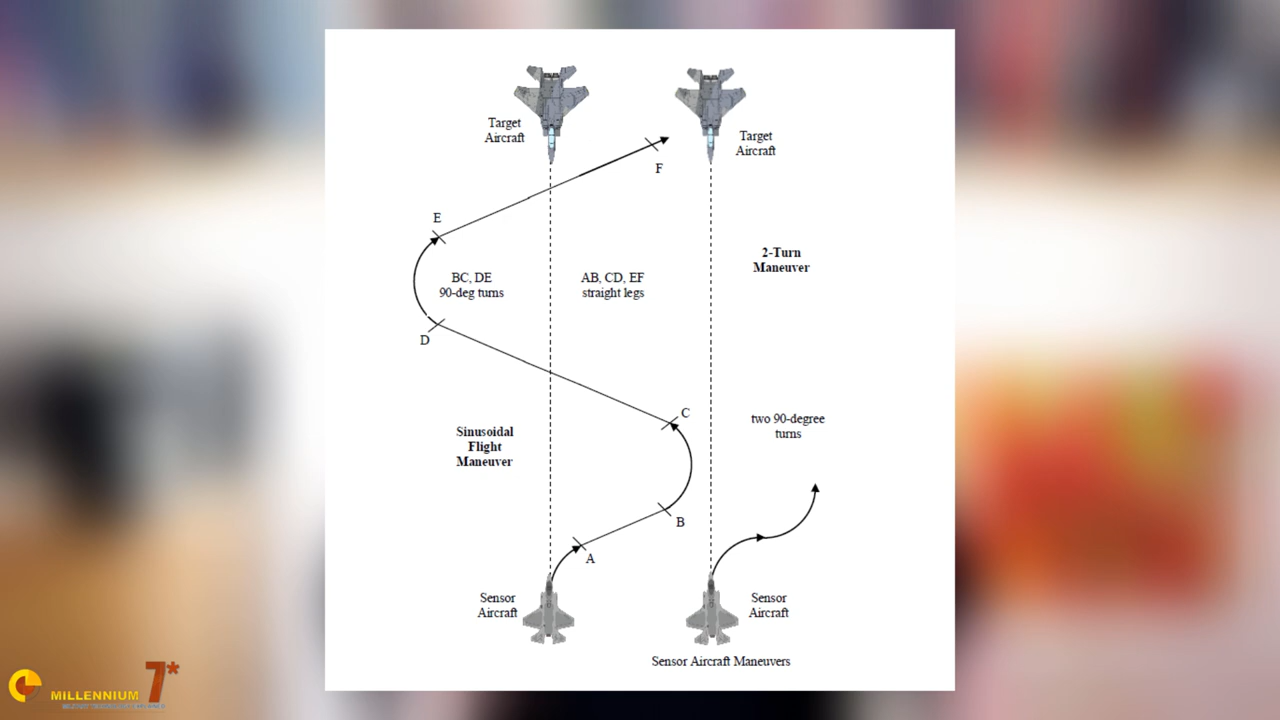 Target
Aircraft
Target
Aircraft
F
E
2-Turn
Maneuver
BC, DE
90-deg turns
AB, CD, EF
straight legs
D
C
two 90-degree
turns
Sinusoidal
Flight
Maneuver
B
A
Sensor
Aircraft
Sensor
Aircraft
Sensor Aircraft Maneuvers
MILLENNIUM 7*